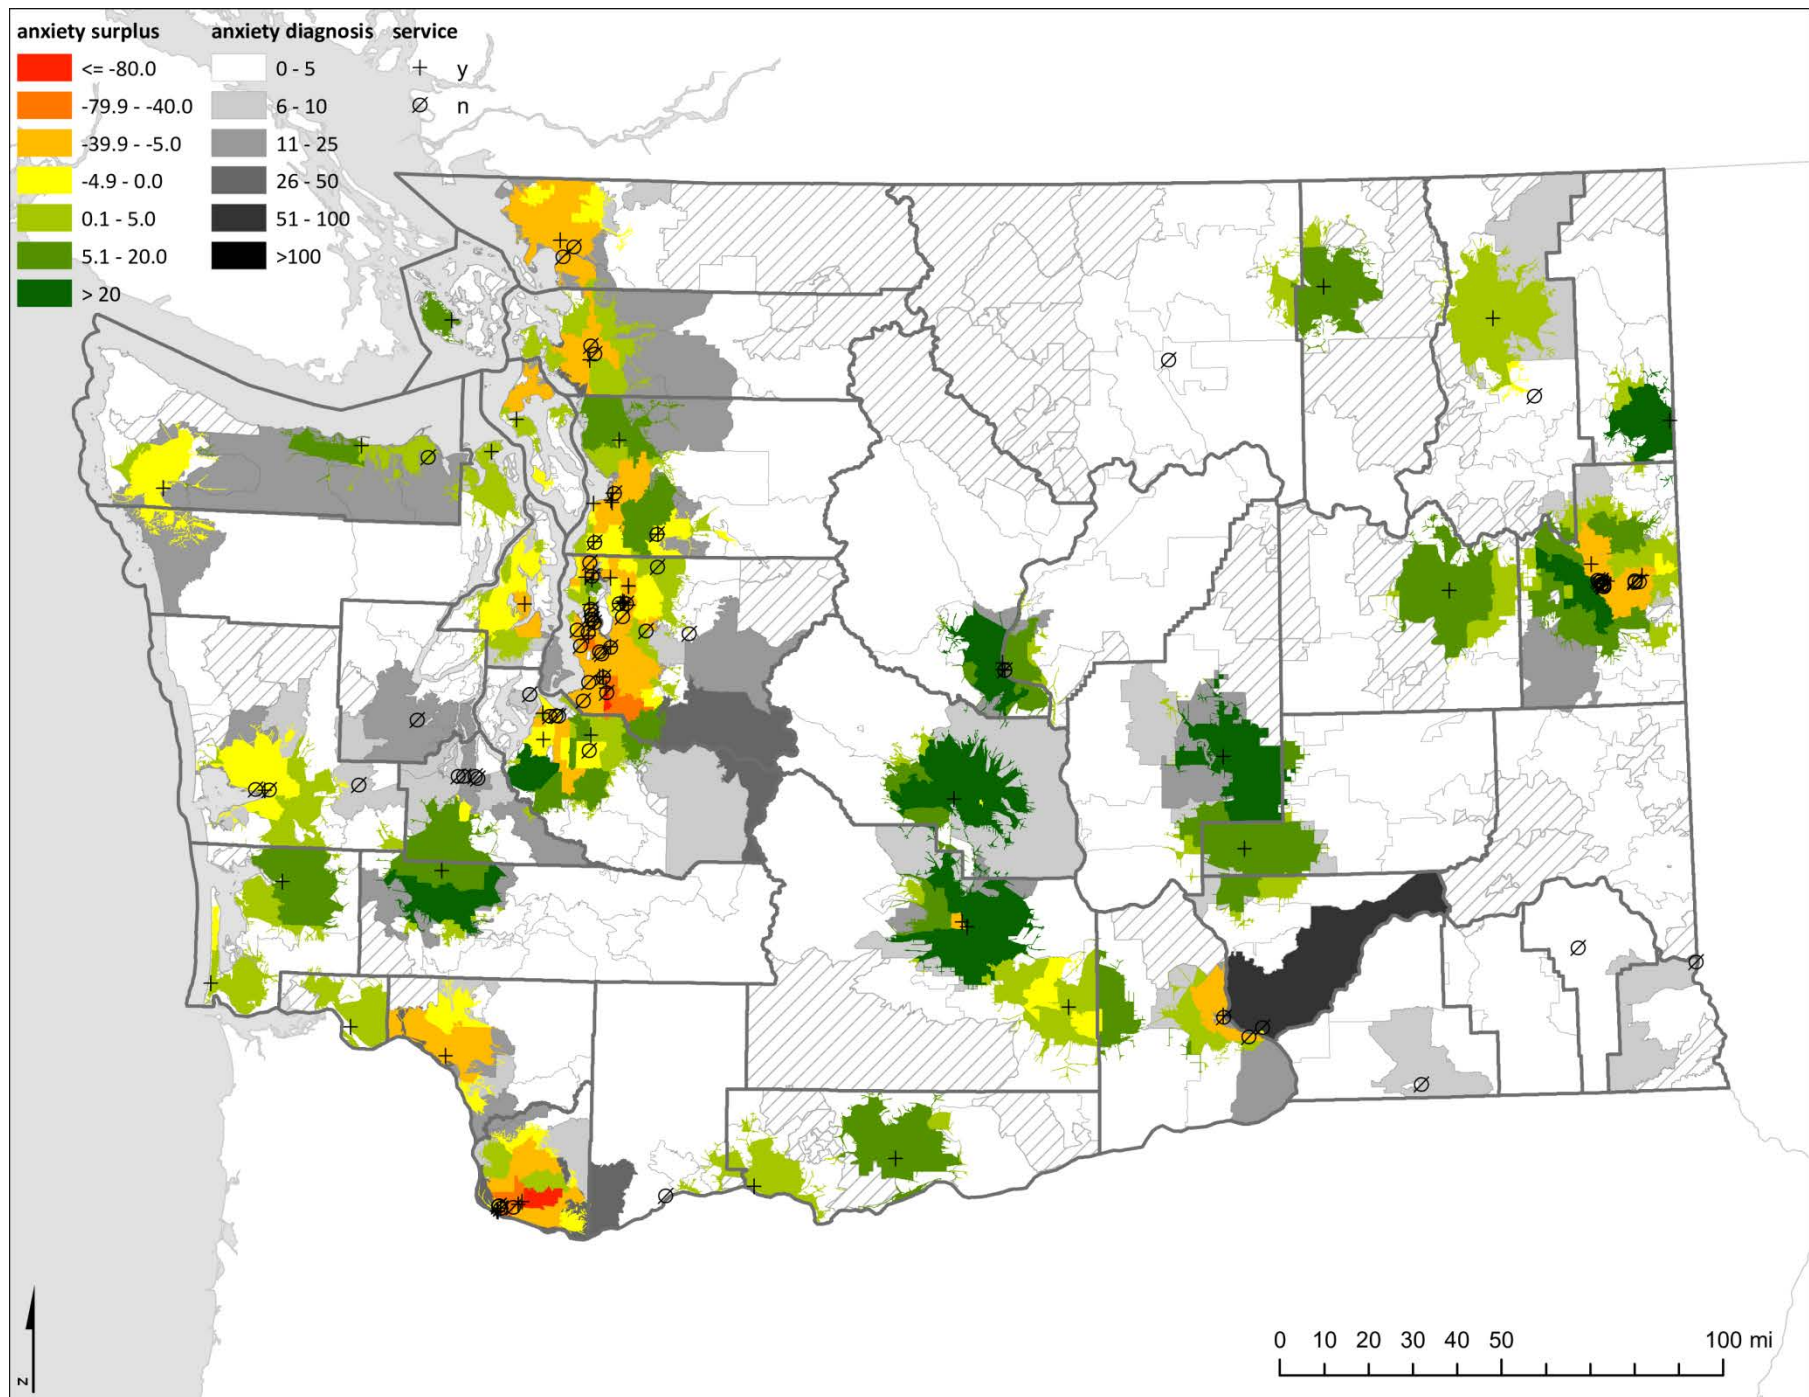 anxiety surplus anxiety diagnosis service
<= -80.0 0 - 5 y
-79.9 - -40.0 6 - 10 n
-39.9 - -5.0 11 - 25
-4.9 - 0.0 26 - 50
0.1 - 5.0 51 - 100
5.1 - 20.0 >100
> 20
0 10 20 30 40 50 100 mi
z